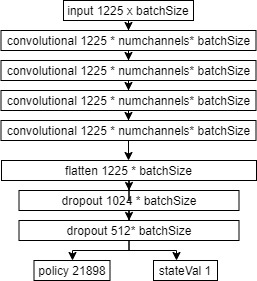 input 1225 x batchSize
convolutional 1225 * numchannels* batchSize
convolutional 1225 * numchannels* batchSize
convolutional 1225 * numchannels* batchSize
convolutional 1225 * numchannels* batchSize
flatten 1225 * batchSize
dropout 1024 * batchSize
dropout 512* batchSize
policy 21898
stateVal 1